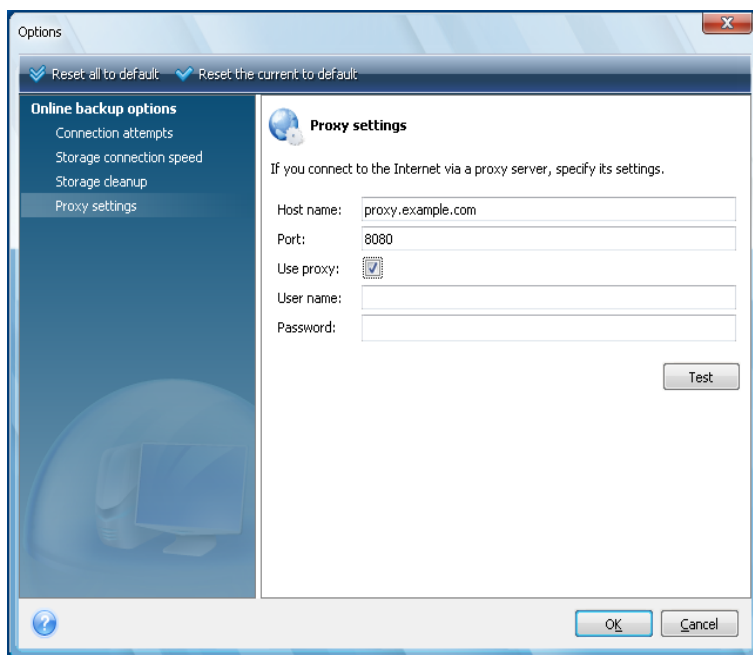 Options
X
Reset all to default Reset the current to default
Online backup options
Connection attempts
Storage connection speed
Storage cleanup
Proxy settings
Proxy settings
If you connect to the Internet via a proxy server, specify its settings.
Host name: proxy.example.com
Port: 8080
Use proxy:
User name:
Password:
Test
?
OK Cancel